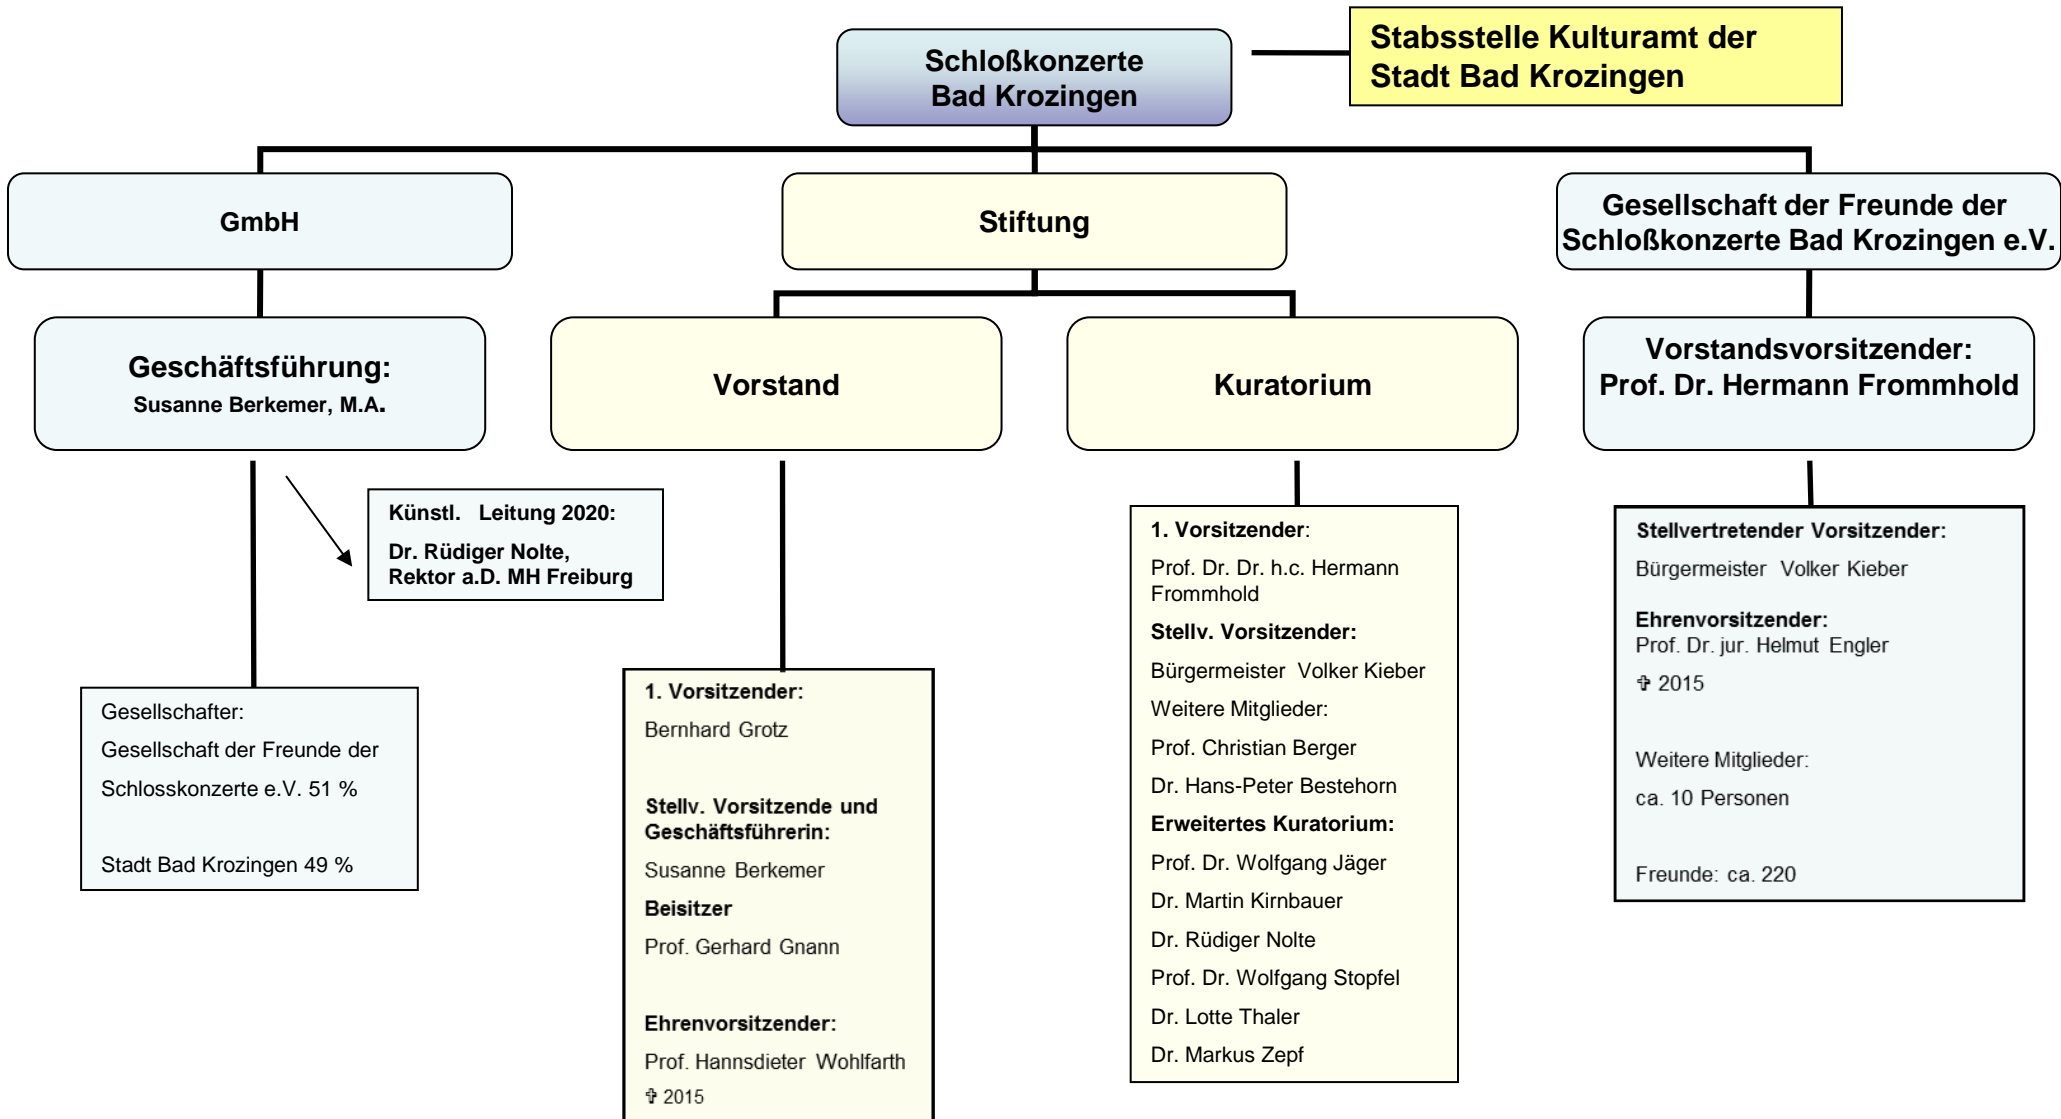 Schloßkonzerte
Bad Krozingen
Stabsstelle Kulturamt der
Stadt Bad Krozingen
GmbH
Stiftung
Gesellschaft der Freunde der
Schloßkonzerte Bad Krozingen e.V.
Geschäftsführung:
Susanne Berkemer, M.A.
Vorstand
Kuratorium
Vorstandsvorsitzender:
Prof. Dr. Hermann Frommhold
Künstl. Leitung 2020:
Dr. Rüdiger Nolte,
Rektor a.D. MH Freiburg
Gesellschafter:
Gesellschaft der Freunde der
Schlosskonzerte e.V. 51 %
Stadt Bad Krozingen 49 %
1. Vorsitzender:
Bernhard Grotz
Stellv. Vorsitzende und
Geschäftsführerin:
Susanne Berkemer
Beisitzer
Prof. Gerhard Gnann
Ehrenvorsitzender:
Prof. Hannsdieter Wohlfarth
✞ 2015
1. Vorsitzender:
Prof. Dr. Dr. h.c. Hermann
Frommhold
Stellv. Vorsitzender:
Bürgermeister Volker Kieber
Weitere Mitglieder:
Prof. Christian Berger
Dr. Hans-Peter Bestehorn
Erweitertes Kuratorium:
Prof. Dr. Wolfgang Jäger
Dr. Martin Kirnbauer
Dr. Rüdiger Nolte
Prof. Dr. Wolfgang Stopfel
Dr. Lotte Thaler
Dr. Markus Zepf
Stellvertretender Vorsitzender:
Bürgermeister Volker Kieber
Ehrenvorsitzender:
Prof. Dr. jur. Helmut Engler
✞ 2015
Weitere Mitglieder:
ca. 10 Personen
Freunde: ca. 220